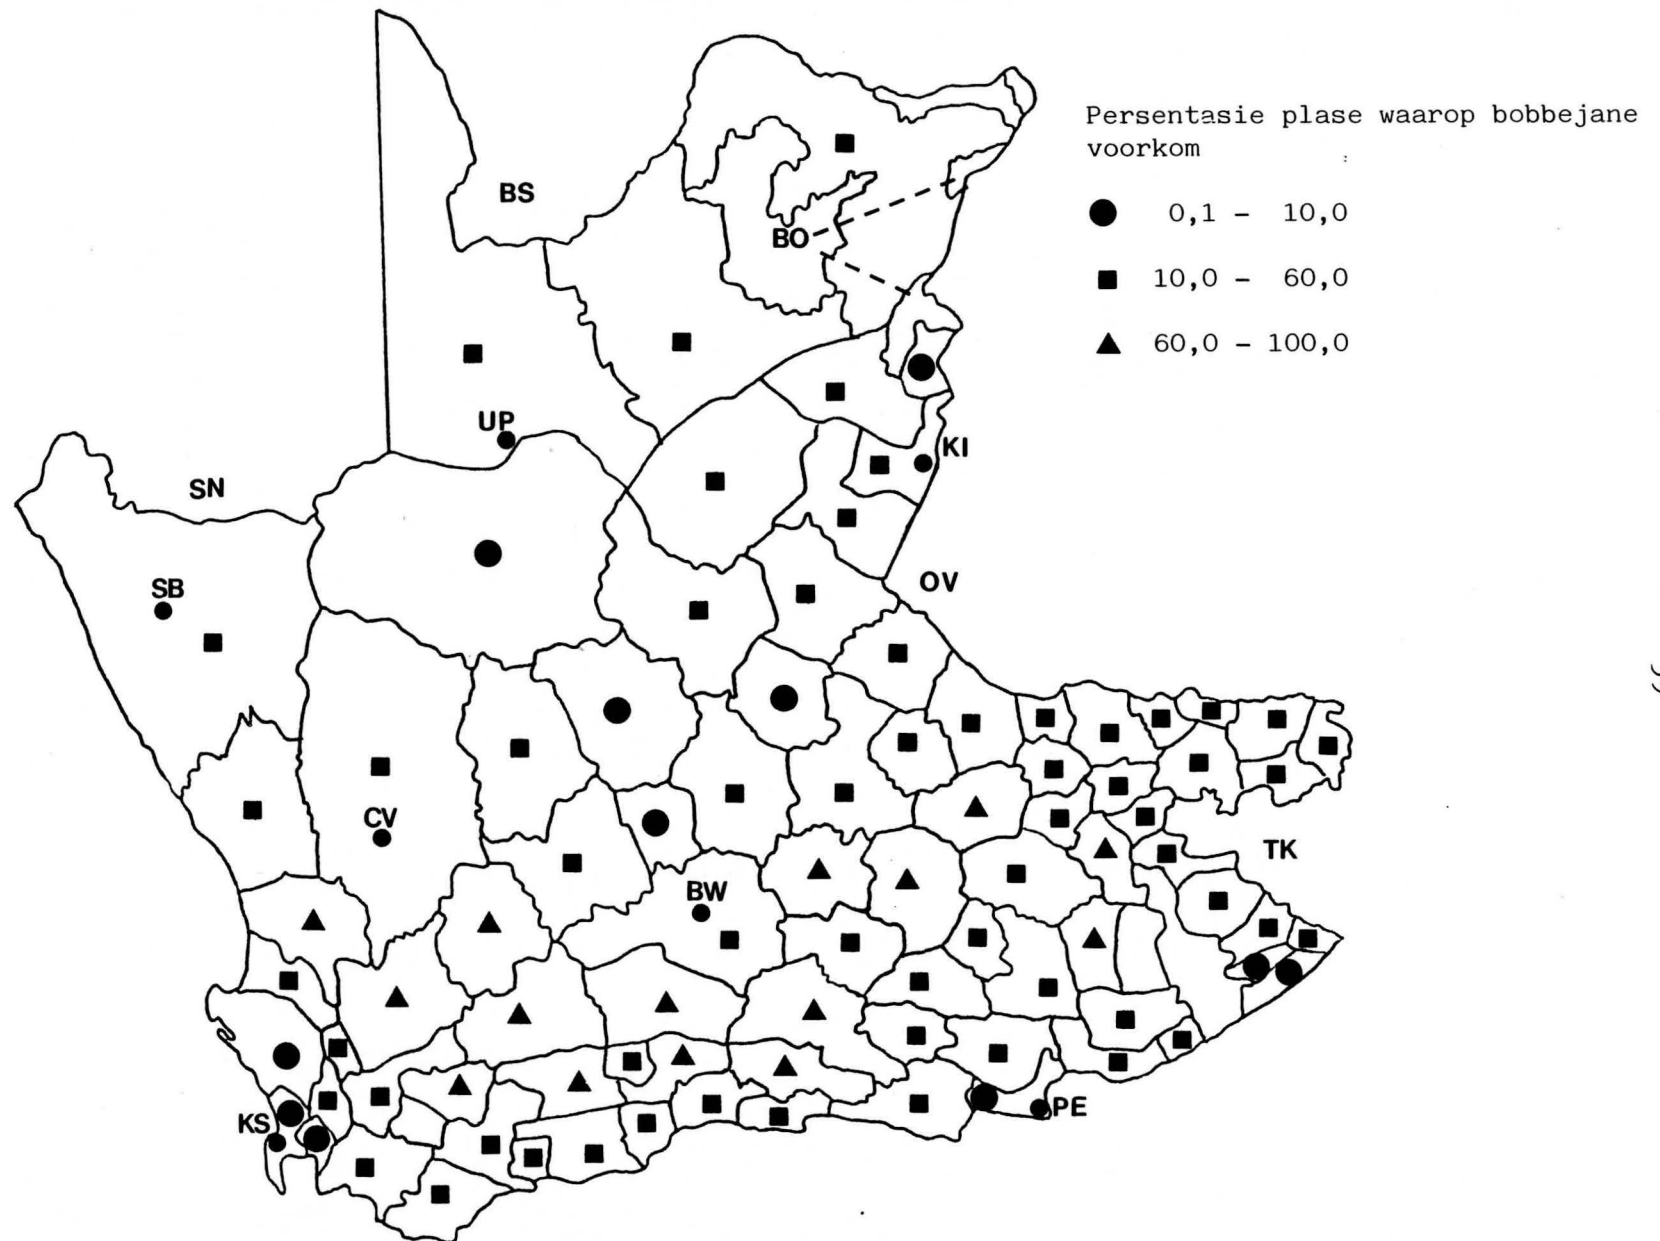 Persentasie plase waarop bobbejane
voorkom
0,1 - 10,0
10,0 - 60,0
60,0 - 100,0
BS
BO
UP
KI
SN
SB
OV
CV
TK
BW
KS
PE